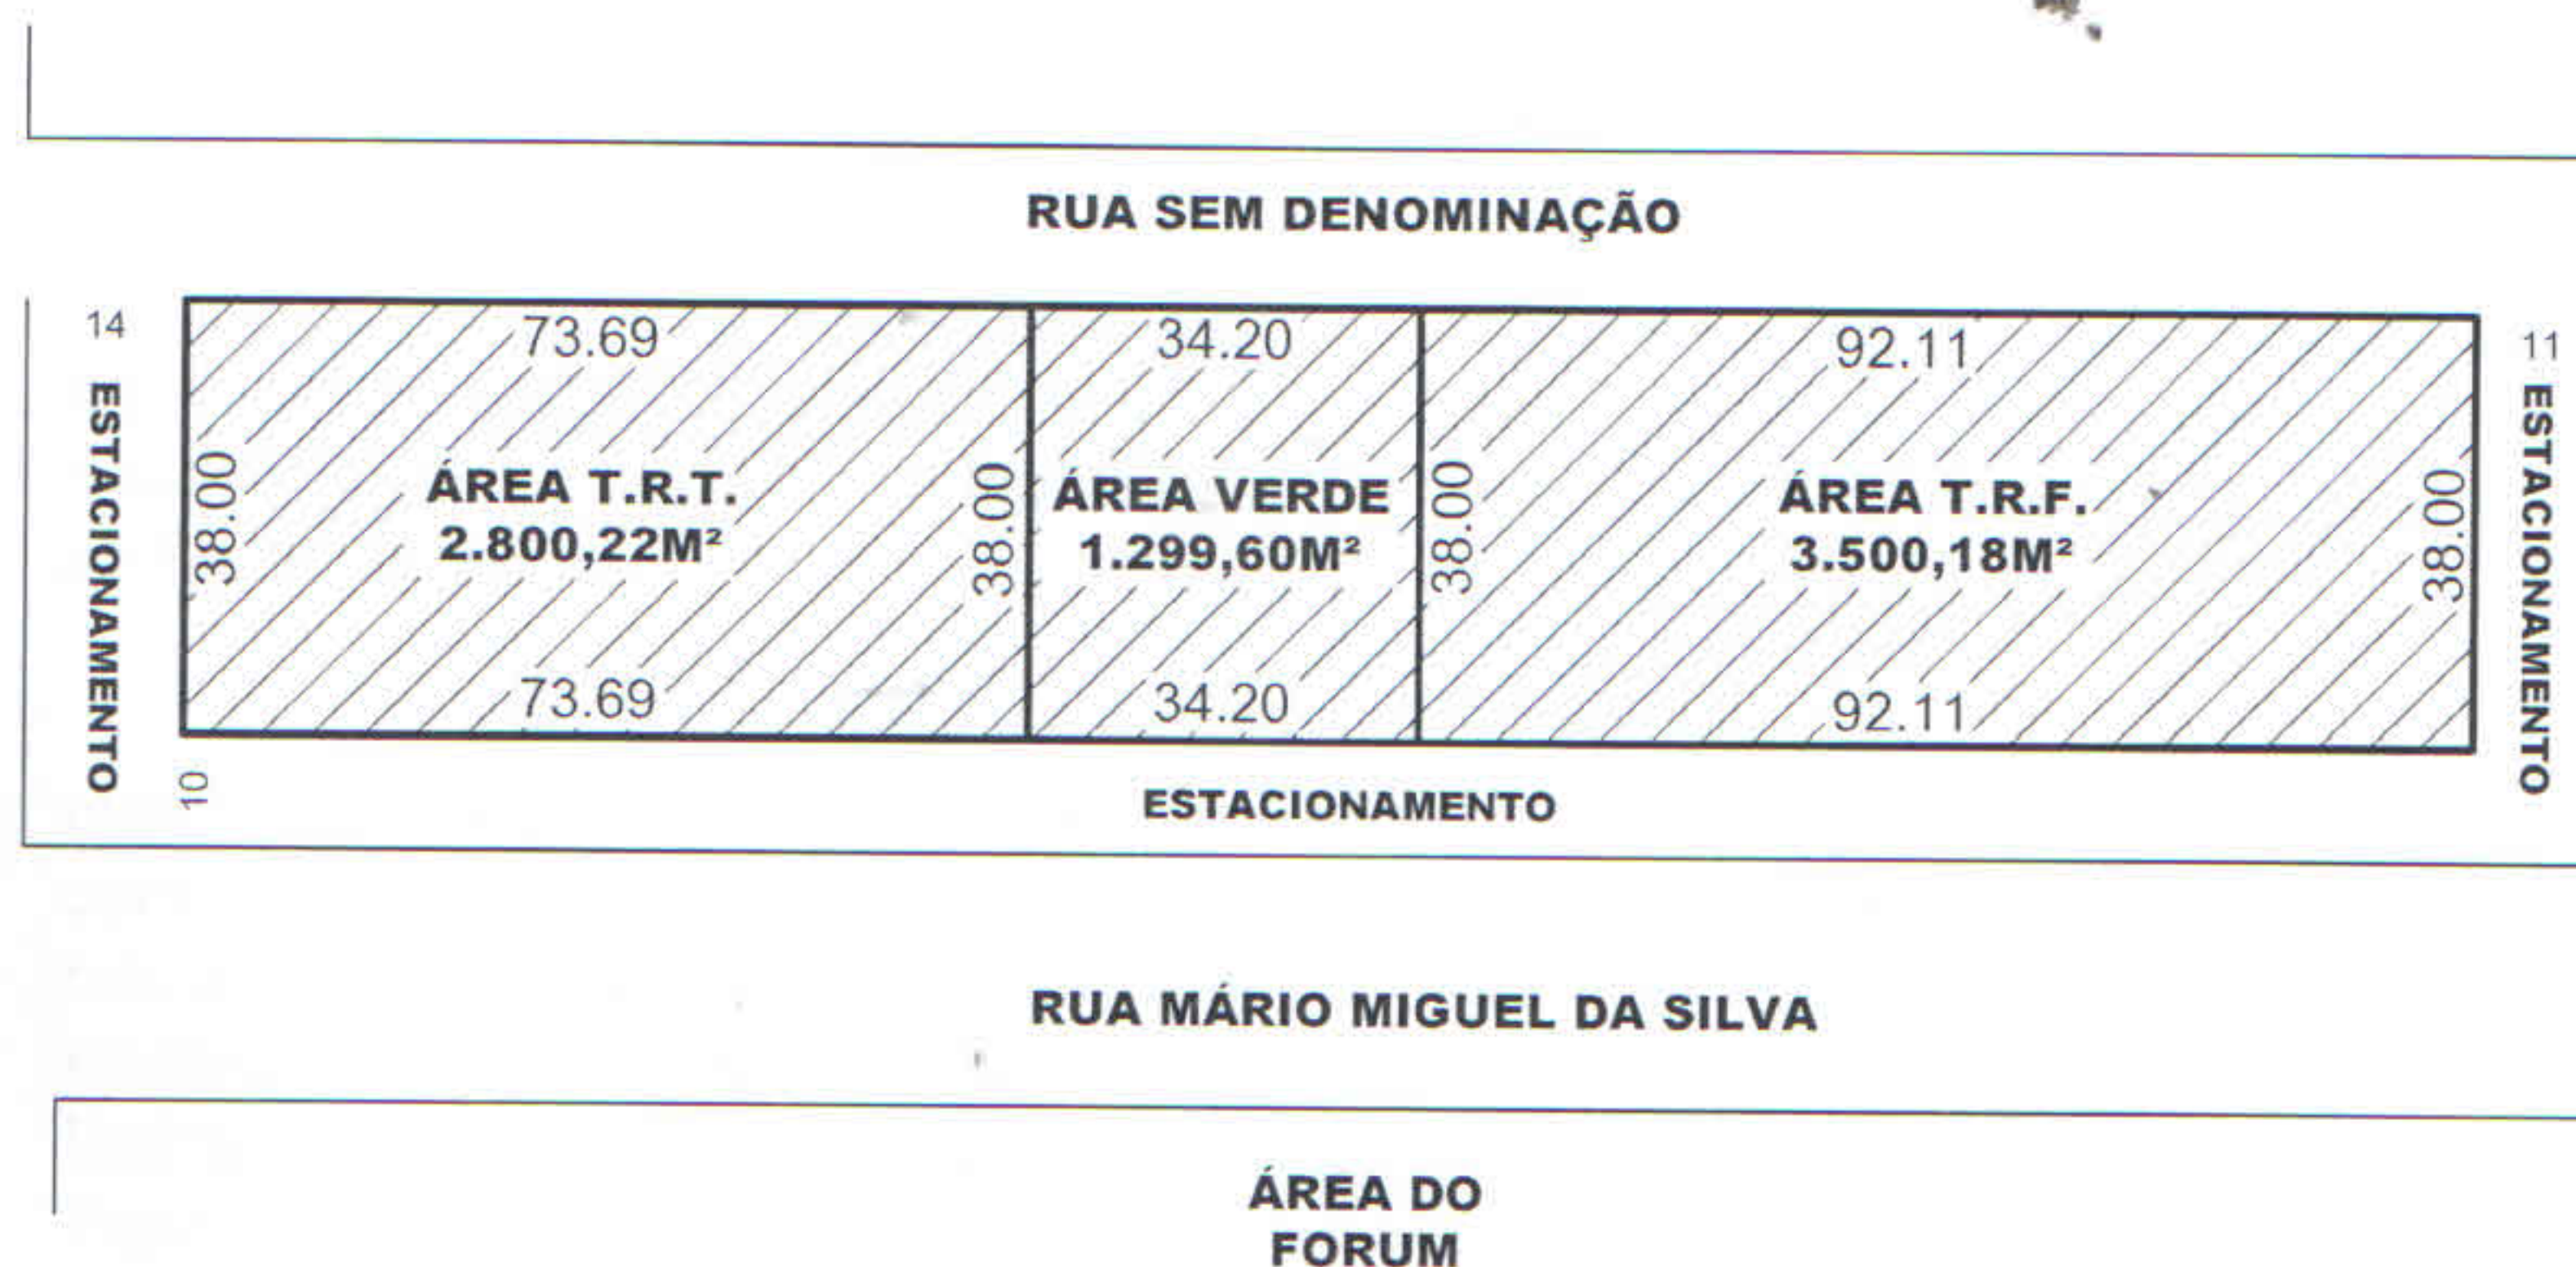 RUA SEM DENOMINAÇÃO
14
73.69
34.20
92.11
11
ESTACIONAMENTO
38.00
ÁREA T.R.T.
2.800,22M²
38.00
ÁREA VERDE
1.299,60M²
38.00
ÁREA T.R.F.
3.500,18M²
38.00
ESTACIONAMENTO
73.69
34.20
92.11
10
ESTACIONAMENTO
RUA MÁRIO MIGUEL DA SILVA
ÁREA DO
FORUM